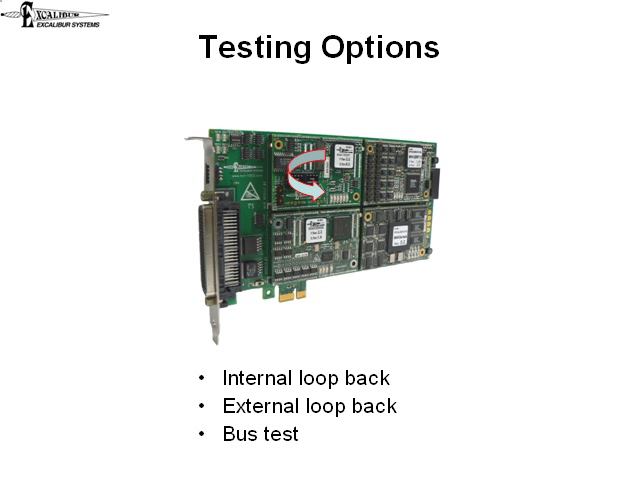 EXCALIBUR
EXCALIBUR SYSTEMS
Testing Options
Internal loop back
External loop back
Bus test